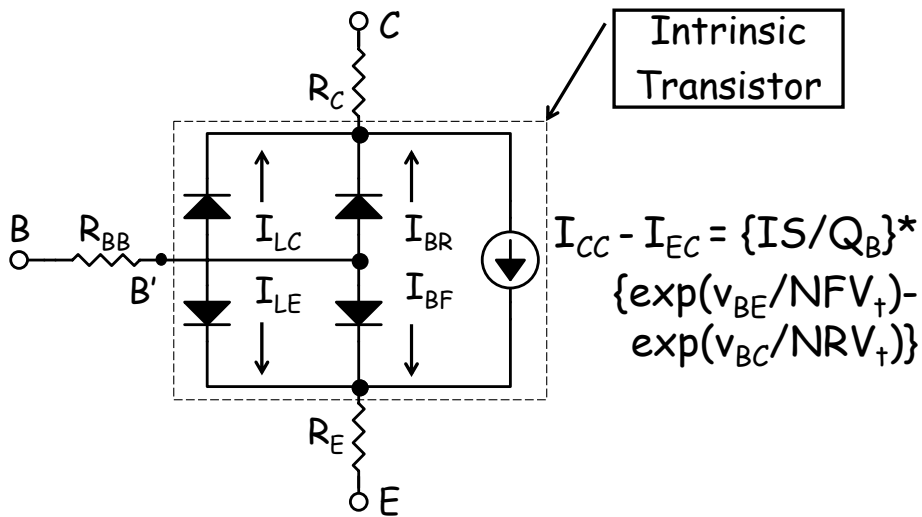 C
Intrinsic
Transistor
R_C
B
R_BB
B'
I_LC
I_BR
I_LE
I_BF
I_CC - I_EC = {IS/Q_B}*
{exp(v_BE/NFV_t)-
exp(v_BC/NRV_t)}
R_E
E